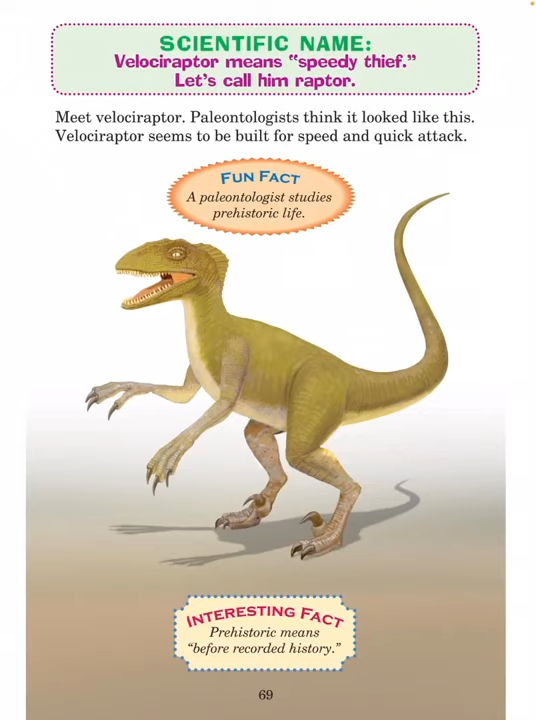 SCIENTIFIC NAME:
Velociraptor means “speedy thief.”
Let’s call him raptor.
Meet velociraptor. Paleontologists think it looked like this.
Velociraptor seems to be built for speed and quick attack.
FUN FACT
A paleontologist studies
prehistoric life.
INTERESTING FACT
Prehistoric means
“before recorded history.”
69